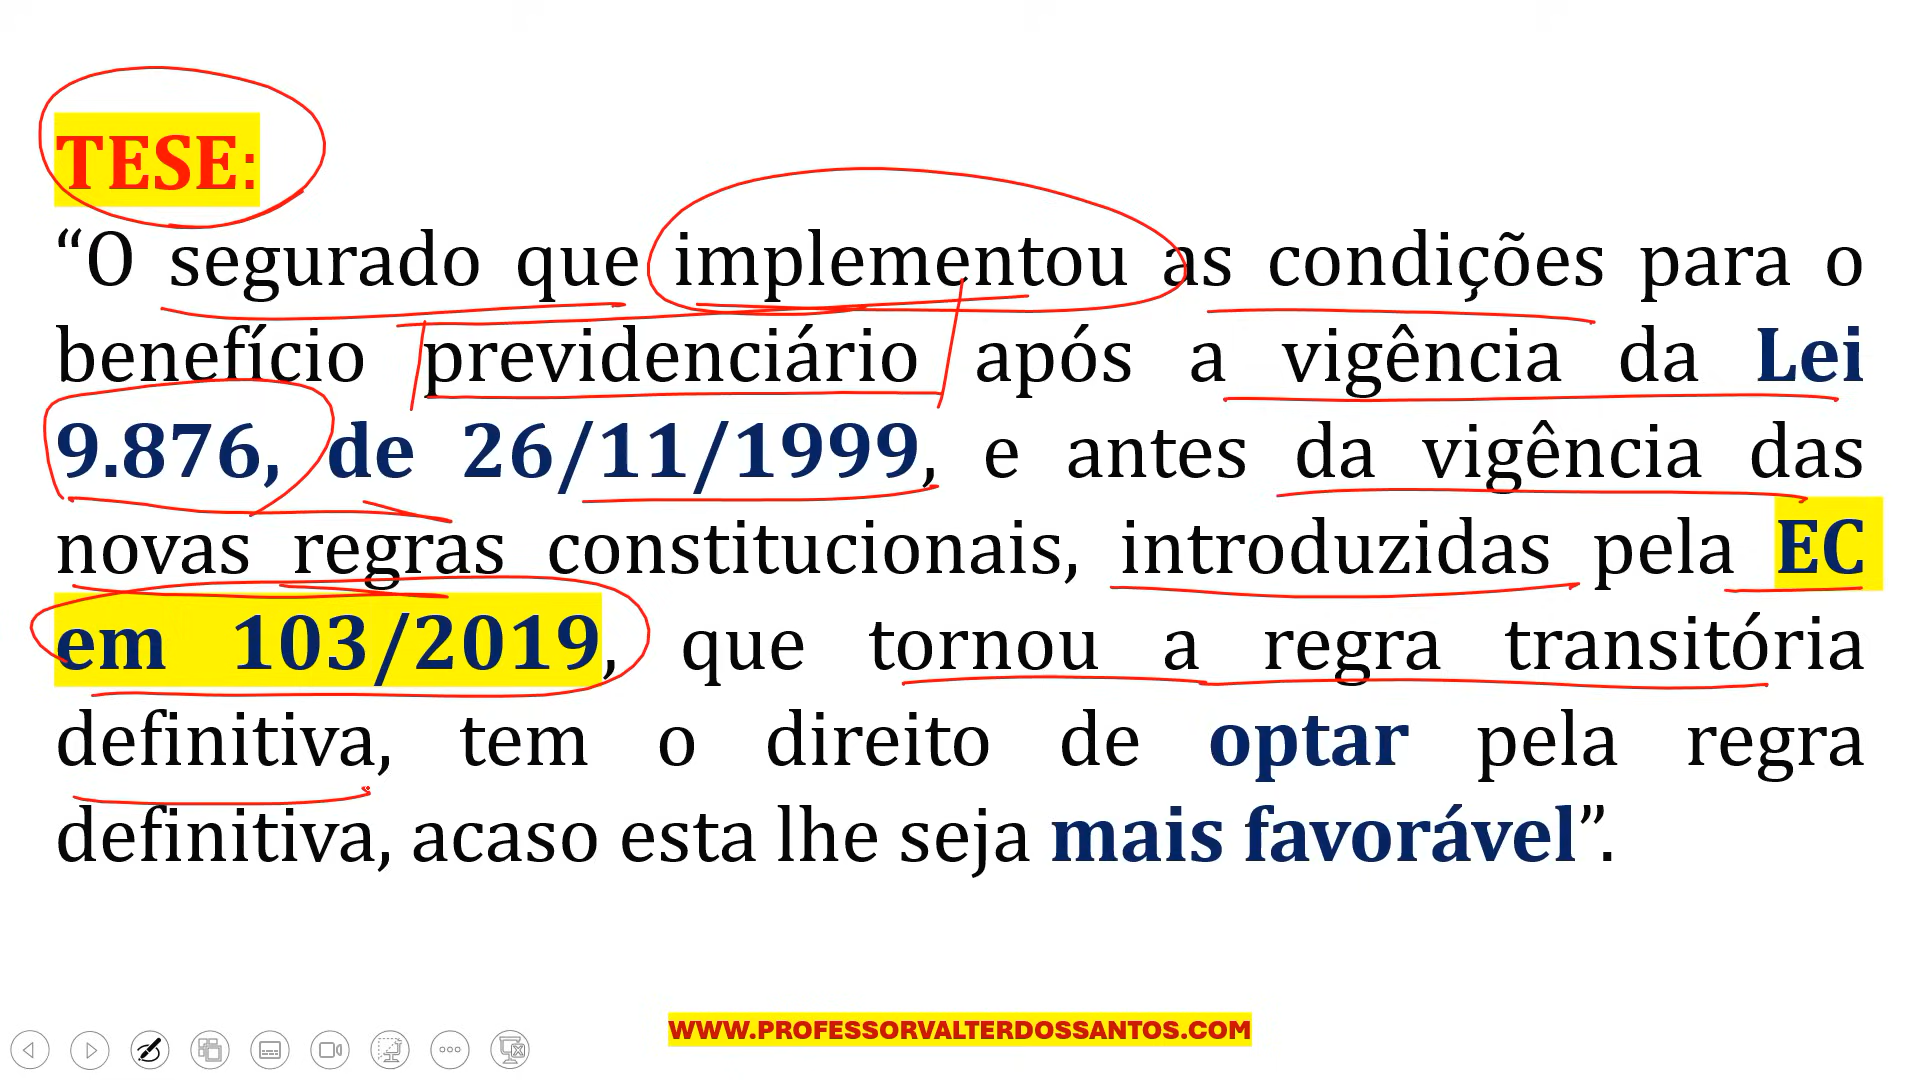 TESE:
“O segurado que implementou as condições para o
benefício previdenciário após a vigência da Lei
9.876, de 26/11/1999, e antes da vigência das
novas regras constitucionais, introduzidas pela EC
em 103/2019, que tornou a regra transitória
definitiva, tem o direito de optar pela regra
definitiva, acaso esta lhe seja mais favorável”.
WWW.PROFESSORVALTERDOSSANTOS.COM